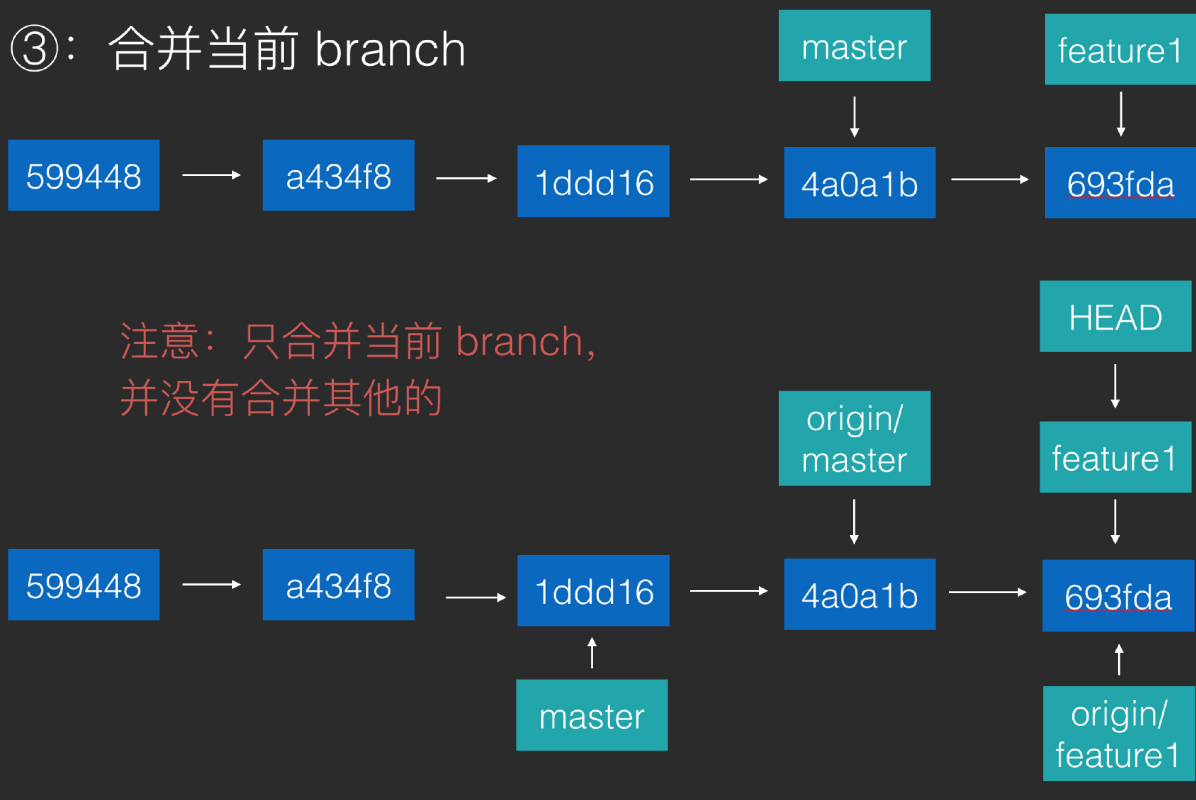 ③：合并当前 branch
master
feature1
599448
a434f8
1ddd16
4a0a1b
693fda
注意：只合并当前 branch,
并没有合并其他的
HEAD
origin/
master
feature1
599448
a434f8
1ddd16
4a0a1b
693fda
master
origin/
feature1